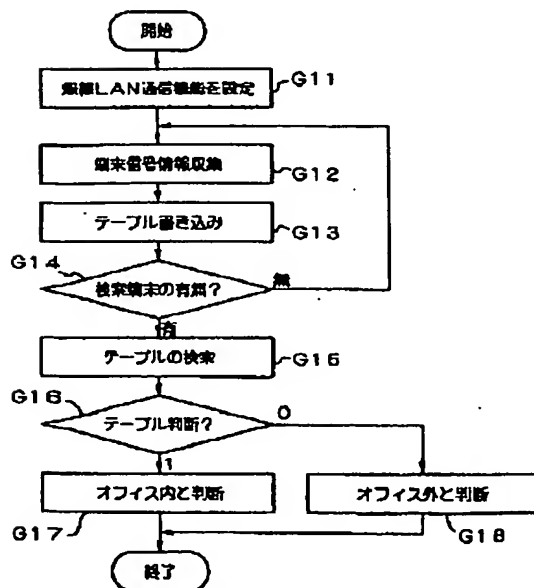 開始
無線LAN通信機能を設定
G11
端末信号情報収集
G12
テーブル書き込み
G13
G14
検索端末の有無?
無
有
テーブルの検索
G15
G16
テーブル判断?
0
1
オフィス内と判断
オフィス外と判断
G17
G18
終了